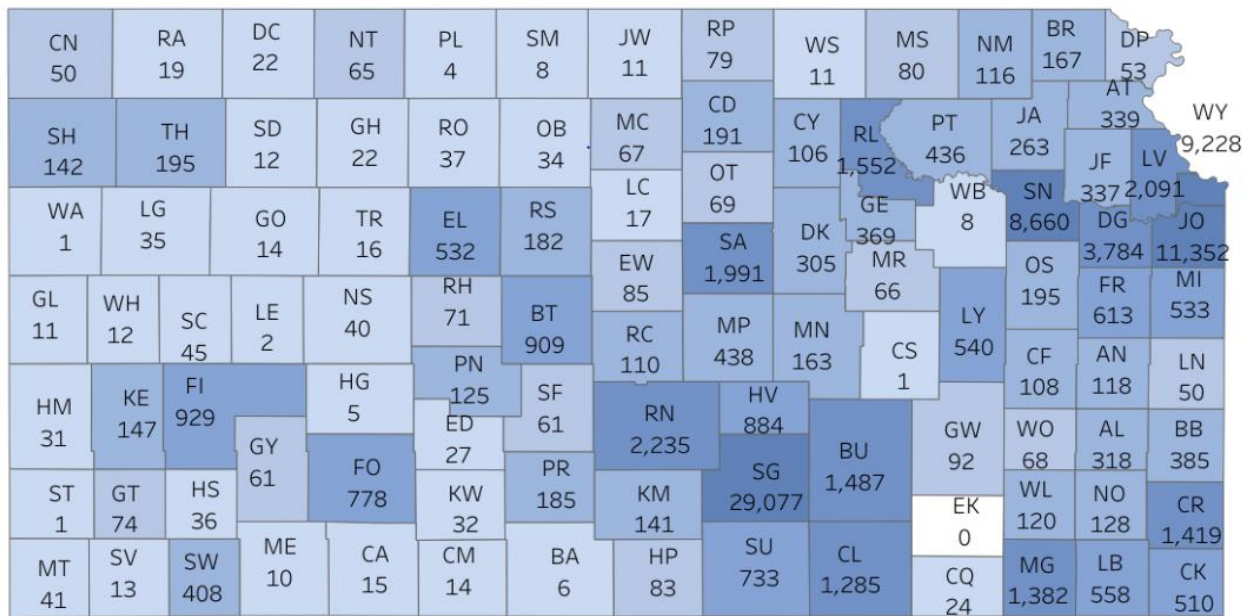 CN
50
RA
19
DC
22
NT
65
PL
4
SM
8
JW
11
RP
79
WS
11
MS
80
NM
116
BR
167
DP
53
SH
142
TH
195
SD
12
GH
22
RO
37
OB
34
MC
67
CD
191
CY
106
RL
1,552
PT
436
JA
263
AT
339
WY
9,228
JF
337
LV
2,091
WA
1
LG
35
GO
14
TR
16
EL
532
RS
182
LC
17
OT
69
SA
1,991
DK
305
GE
369
WB
8
SN
8,660
DG
3,784
JO
11,352
GL
11
WH
12
SC
45
LE
2
NS
40
RH
71
BT
909
EW
85
RC
110
MP
438
MN
163
MR
66
CS
1
LY
540
OS
195
FR
613
MI
533
HM
31
KE
147
FI
929
HG
5
PN
125
ED
27
SF
61
RN
2,235
HV
884
CF
108
AN
118
LN
50
GY
61
FO
778
PR
185
SG
29,077
BU
1,487
GW
92
WO
68
AL
318
BB
385
ST
1
GT
74
HS
36
KW
32
KM
141
EK
0
WL
120
NO
128
CR
1,419
MT
41
SV
13
SW
408
ME
10
CA
15
CM
14
BA
6
HP
83
SU
733
CL
1,285
CQ
24
MG
1,382
LB
558
CK
510